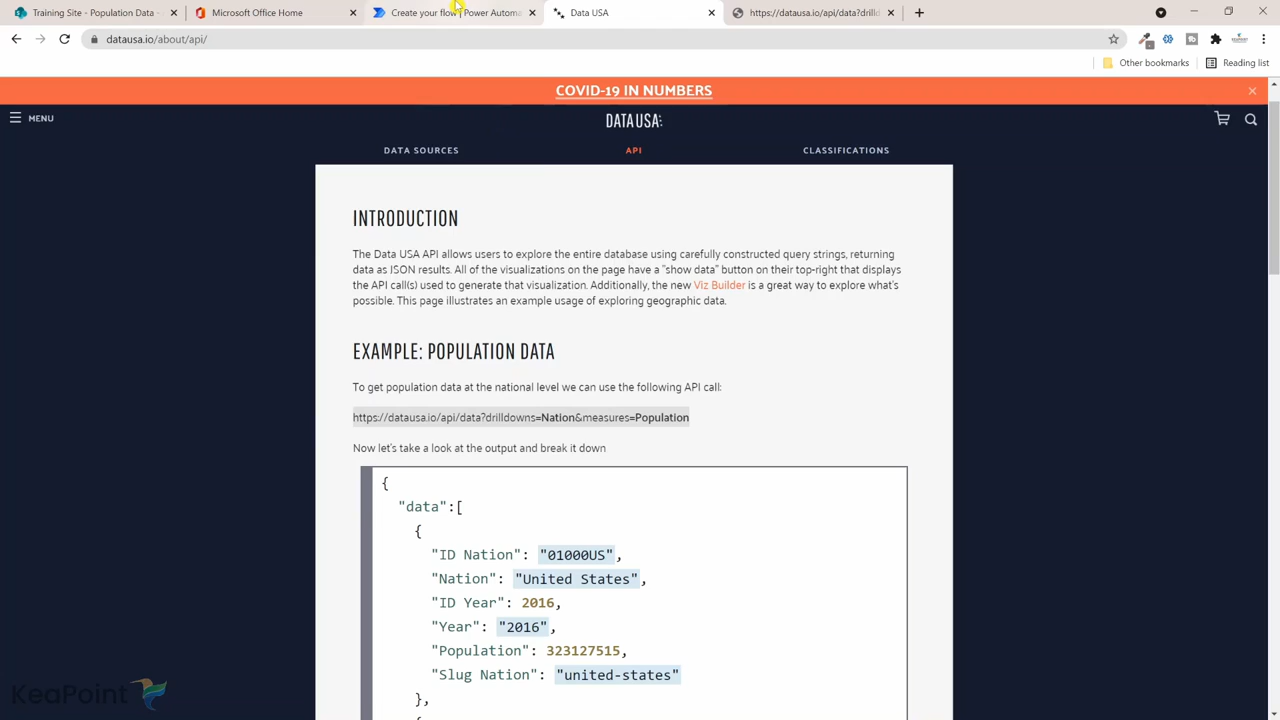 Training Site - Population Data -
Microsoft Office Home
Create your flow | Power Automa
Data USA
https://datausa.io/api/data?drilld
datausa.io/about/api/
Other bookmarks
Reading list
COVID-19 IN NUMBERS
MENU
DATA USA:
DATA SOURCES
API
CLASSIFICATIONS
INTRODUCTION
The Data USA API allows users to explore the entire database using carefully constructed query strings, returning
data as JSON results. All of the visualizations on the page have a "show data" button on their top-right that displays
the API call(s) used to generate that visualization. Additionally, the new Viz Builder is a great way to explore what's
possible. This page illustrates an example usage of exploring geographic data.
EXAMPLE: POPULATION DATA
To get population data at the national level we can use the following API call:
https://datausa.io/api/data?drilldowns=Nation&measures=Population
Now let's take a look at the output and break it down
{
"data":[
{
"ID Nation": "01000US",
"Nation": "United States",
"ID Year": 2016,
"Year": "2016",
"Population": 323127515,
"Slug Nation": "united-states"
},
KeaPoint